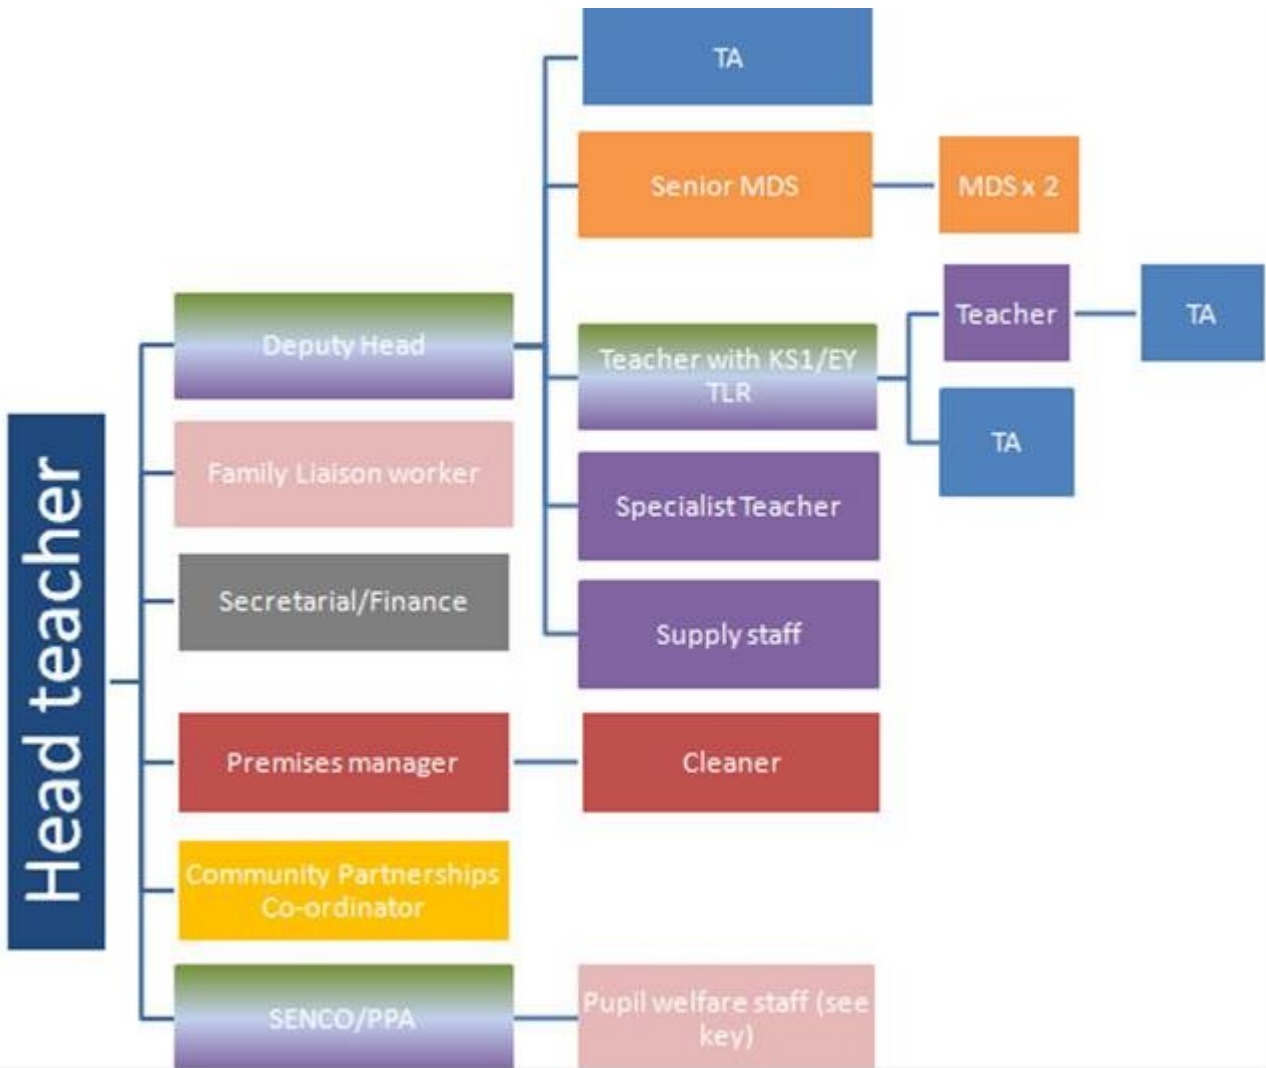 Head teacher
Deputy Head
Family Liaison worker
Secretarial/Finance
Premises manager
Community Partnerships
Co-ordinator
SENCO/PPA
TA
Senior MDS
Teacher with KS1/EY
TLR
Specialist Teacher
Supply staff
Cleaner
Pupil welfare staff (see
key)
MDS x 2
Teacher
TA
TA